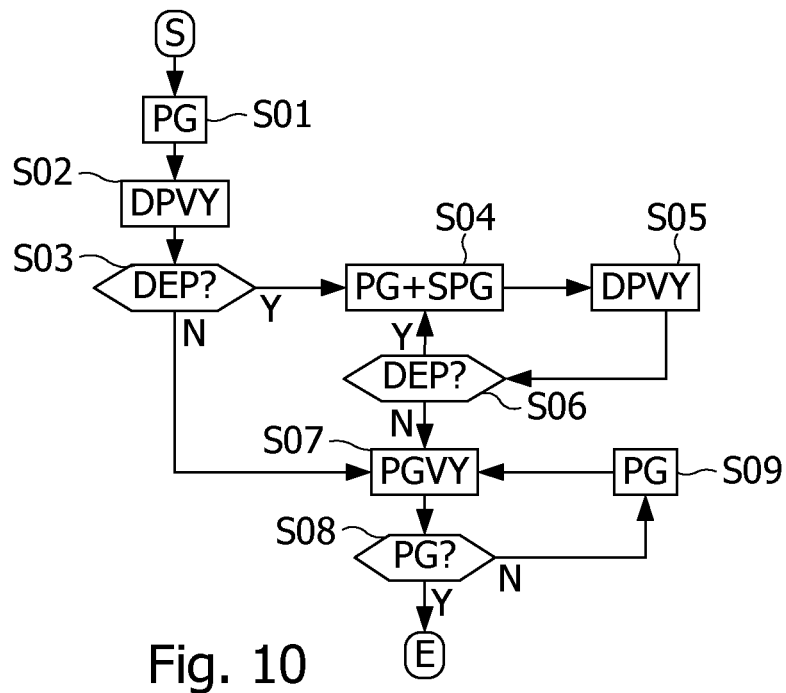 S
PG S01
S02
DPVY
S03 S04 S05
DEP? Y PG+SPG DPVY
N
Y
DEP?
S06
N
S07
PGVY PG S09
S08
PG? N
Y
E
Fig. 10